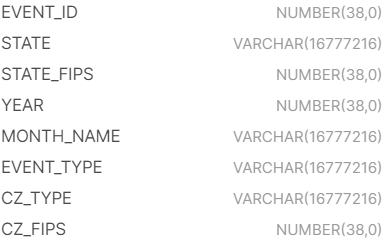 EVENT_ID NUMBER(38,0)
STATE VARCHAR(16777216)
STATE_FIPS NUMBER(38,0)
YEAR NUMBER(38,0)
MONTH_NAME VARCHAR(16777216)
EVENT_TYPE VARCHAR(16777216)
CZ_TYPE VARCHAR(16777216)
CZ_FIPS NUMBER(38,0)